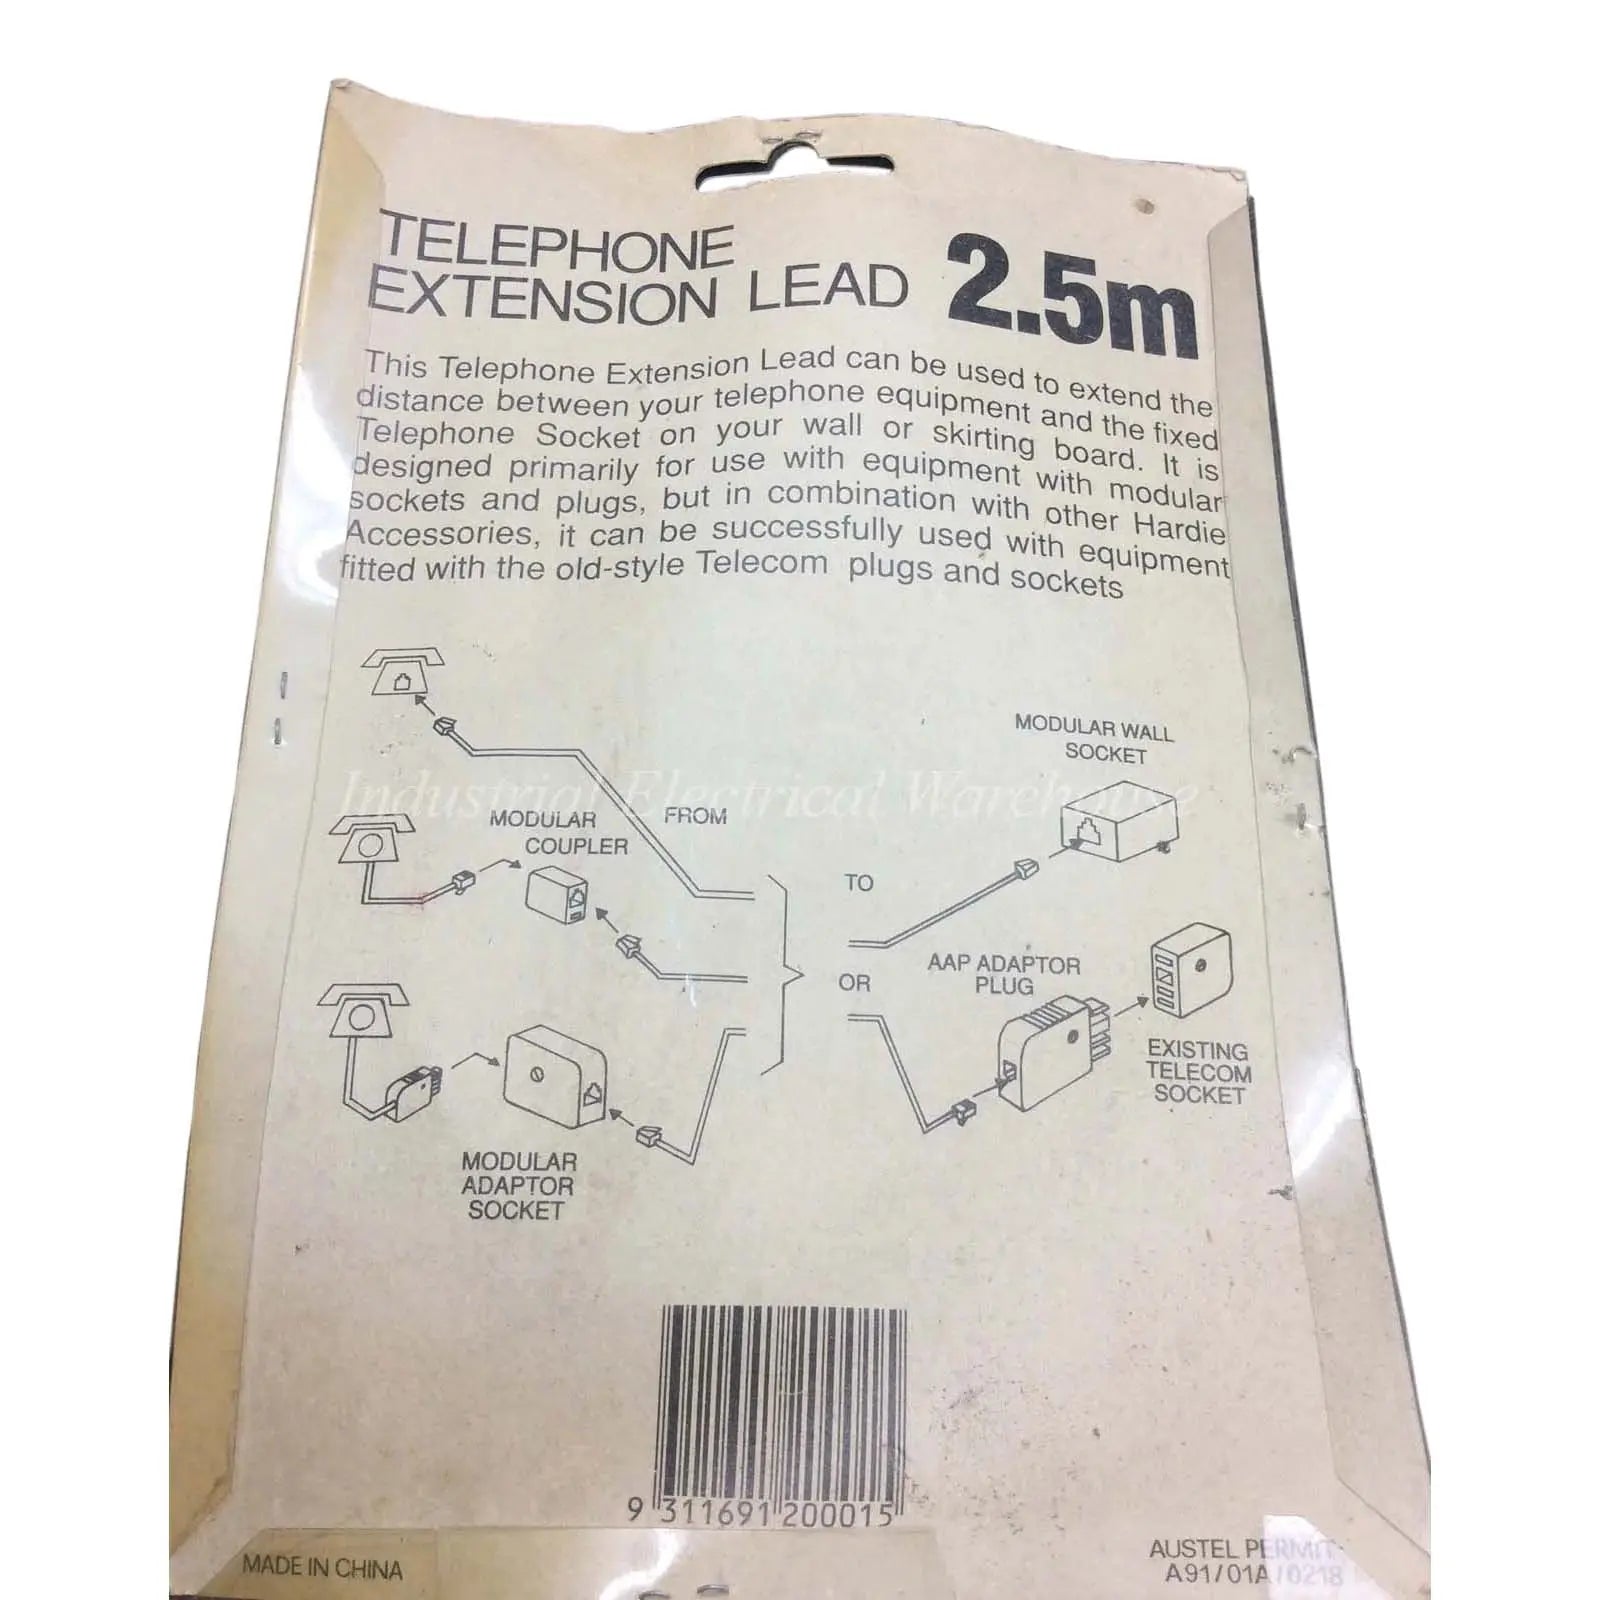 TELEPHONE
EXTENSION LEAD 2.5m
This Telephone Extension Lead can be used to extend the
distance between your telephone equipment and the fixed
Telephone Socket on your wall or skirting board. It is
designed primarily for use with equipment with modular
sockets and plugs, but in combination with other Hardie
Accessories, it can be successfully used with equipment
fitted with the old-style Telecom plugs and sockets
MODULAR WALL
SOCKET
Industrial Electrical Warehouse
MODULAR
COUPLER
FROM
TO
AAP ADAPTOR
PLUG
OR
EXISTING
TELECOM
SOCKET
MODULAR
ADAPTOR
SOCKET
9 311691 200015
MADE IN CHINA
AUSTEL PERMIT
A91/01A/0218